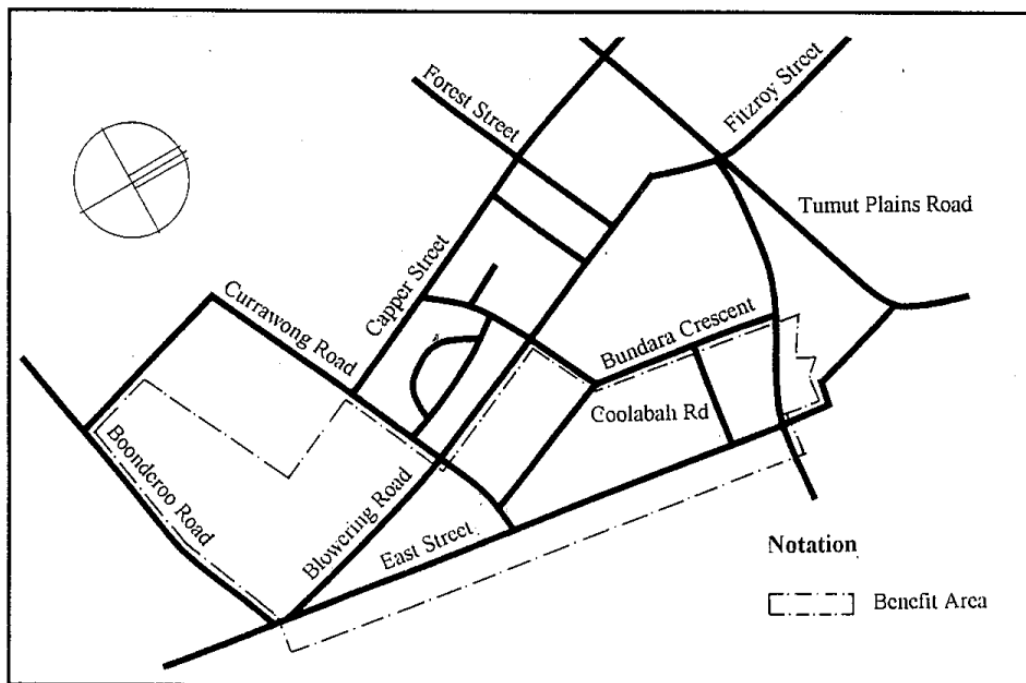 Forest Street
Fitzroy Street
Tumut Plains Road
Capper Street
Currawong Road
Bundara Crescent
Coolabah Rd
Boonderoo Road
Blowering Road
East Street
Notation
Benefit Area